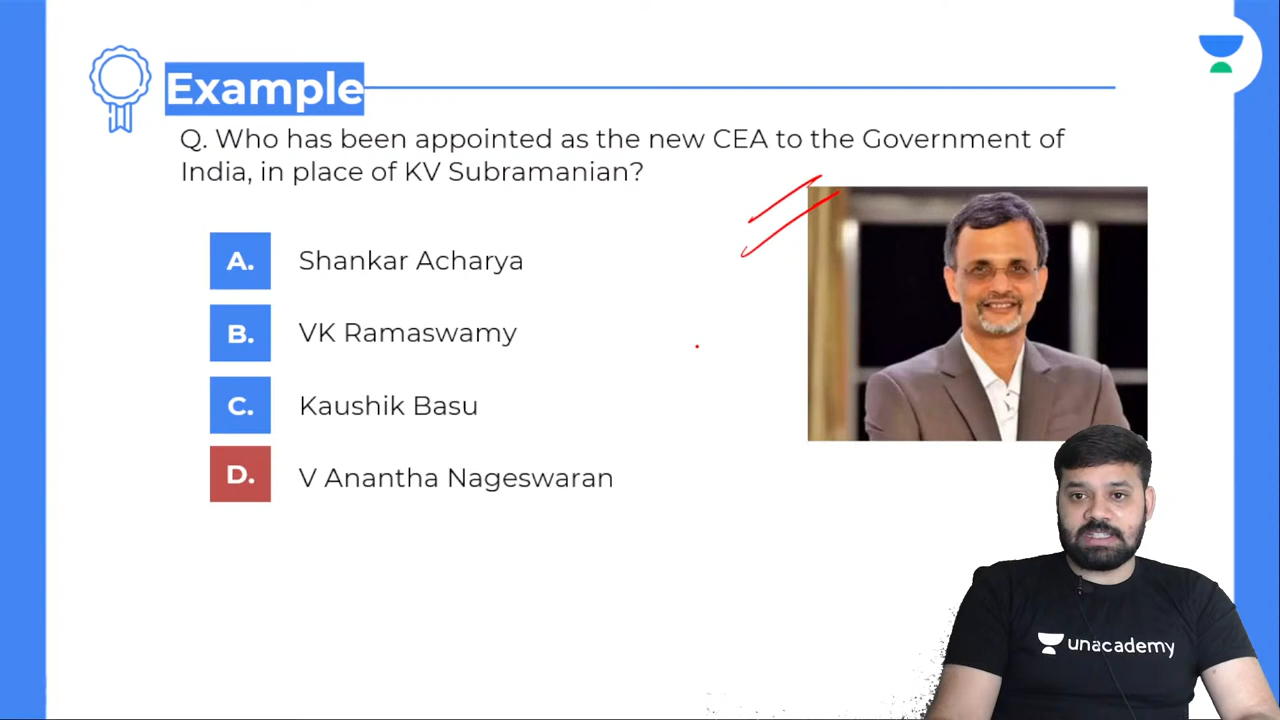 Example
Q. Who has been appointed as the new CEA to the Government of
India, in place of KV Subramanian?
A. Shankar Acharya
B. VK Ramaswamy
C. Kaushik Basu
D. V Anantha Nageswaran
unacademy